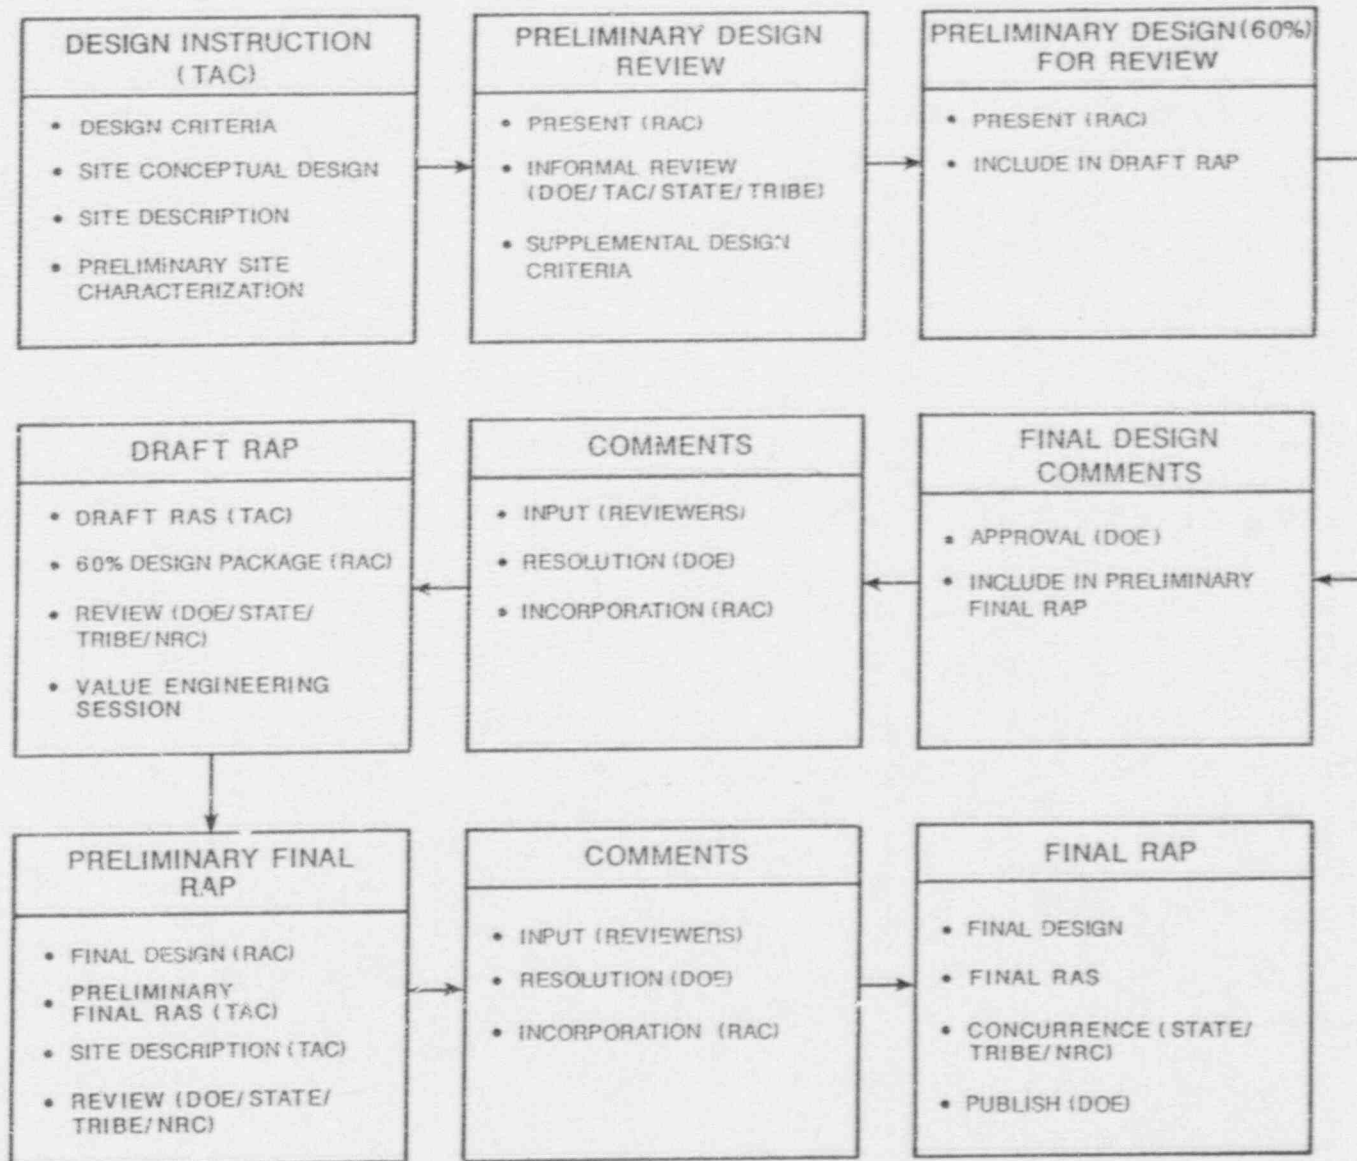 DESIGN INSTRUCTION
(TAC)
• DESIGN CRITERIA
• SITE CONCEPTUAL DESIGN
• SITE DESCRIPTION
• PRELIMINARY SITE
CHARACTERIZATION
PRELIMINARY DESIGN
REVIEW
• PRESENT (RAC)
• INFORMAL REVIEW
(DOE/TAC/STATE/TRIBE)
• SUPPLEMENTAL DESIGN
CRITERIA
PRELIMINARY DESIGN (60%)
FOR REVIEW
• PRESENT (RAC)
• INCLUDE IN DRAFT RAP
DRAFT RAP
• DRAFT RAS (TAC)
• 60% DESIGN PACKAGE (RAC)
• REVIEW (DOE/STATE/
TRIBE/NRC)
• VALUE ENGINEERING
SESSION
COMMENTS
• INPUT (REVIEWERS)
• RESOLUTION (DOE)
• INCORPORATION (RAC)
FINAL DESIGN
COMMENTS
• APPROVAL (DOE)
• INCLUDE IN PRELIMINARY
FINAL RAP
PRELIMINARY FINAL
RAP
• FINAL DESIGN (RAC)
• PRELIMINARY
FINAL RAS (TAC)
• SITE DESCRIPTION (TAC)
• REVIEW (DOE/STATE/
TRIBE/NRC)
COMMENTS
• INPUT (REVIEWERS)
• RESOLUTION (DOE)
• INCORPORATION (RAC)
FINAL RAP
• FINAL DESIGN
• FINAL RAS
• CONCURRENCE (STATE/
TRIBE/NRC)
• PUBLISH (DOE)